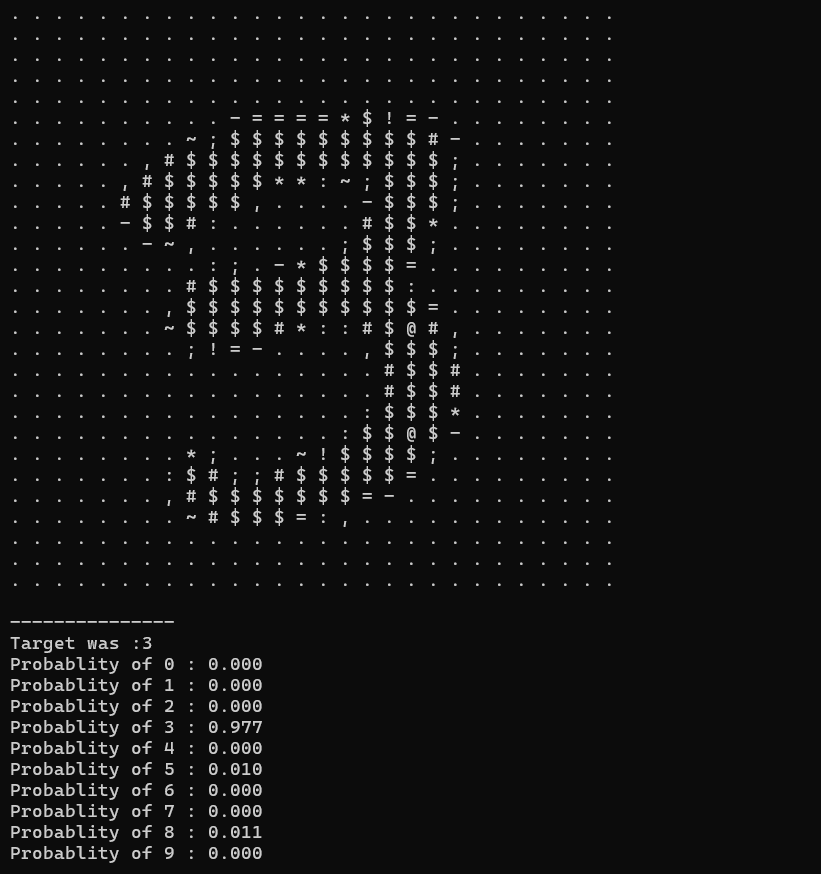 . . . . . . . . . . . . . . . . . . . . . . . . . . . .
. . . . . . . . . . . . . . . . . . . . . . . . . . . .
. . . . . . . . . . . . . . . . . . . . . . . . . . . .
. . . . . . . . . . . . . . . . . . . . . . . . . . . .
. . . . . . . . . . . . . . . . . . . . . . . . . . . .
. . . . . . . . . . - = = = = * $ ! = - . . . . . . . .
. . . . . . . . ~ ; $ $ $ $ $ $ $ $ $ # - . . . . . . .
. . . . . . , # $ $ $ $ $ $ $ $ $ $ $ $ ; . . . . . . .
. . . . . , # $ $ $ $ $ * * : ~ ; $ $ $ ; . . . . . . .
. . . . . # $ $ $ $ $ , . . . . - $ $ $ ; . . . . . . .
. . . . . - $ $ # : . . . . . . # $ $ * . . . . . . . .
. . . . . . - ~ , . . . . . . ; $ $ $ ; . . . . . . . .
. . . . . . . . . : ; . - * $ $ $ $ = . . . . . . . . .
. . . . . . . . # $ $ $ $ $ $ $ $ $ : . . . . . . . . .
. . . . . . . , $ $ $ $ $ $ $ $ $ $ $ = . . . . . . . .
. . . . . . . ~ $ $ $ $ # * : : # $ @ # , . . . . . . .
. . . . . . . . ; ! = - . . . . , $ $ $ ; . . . . . . .
. . . . . . . . . . . . . . . . . # $ $ # . . . . . . .
. . . . . . . . . . . . . . . . . # $ $ # . . . . . . .
. . . . . . . . . . . . . . . . : $ $ $ * . . . . . . .
. . . . . . . . . . . . . . . : $ $ @ $ - . . . . . . .
. . . . . . . . * ; . . . ~ ! $ $ $ $ ; . . . . . . . .
. . . . . . . : $ # ; ; # $ $ $ $ $ = . . . . . . . . .
. . . . . . . , # $ $ $ $ $ $ $ = - . . . . . . . . . .
. . . . . . . . ~ # $ $ $ = : , . . . . . . . . . . . .
. . . . . . . . . . . . . . . . . . . . . . . . . . . .
. . . . . . . . . . . . . . . . . . . . . . . . . . . .
. . . . . . . . . . . . . . . . . . . . . . . . . . . .
---------------
Target was :3
Probablity of 0 : 0.000
Probablity of 1 : 0.000
Probablity of 2 : 0.000
Probablity of 3 : 0.977
Probablity of 4 : 0.000
Probablity of 5 : 0.010
Probablity of 6 : 0.000
Probablity of 7 : 0.000
Probablity of 8 : 0.011
Probablity of 9 : 0.000